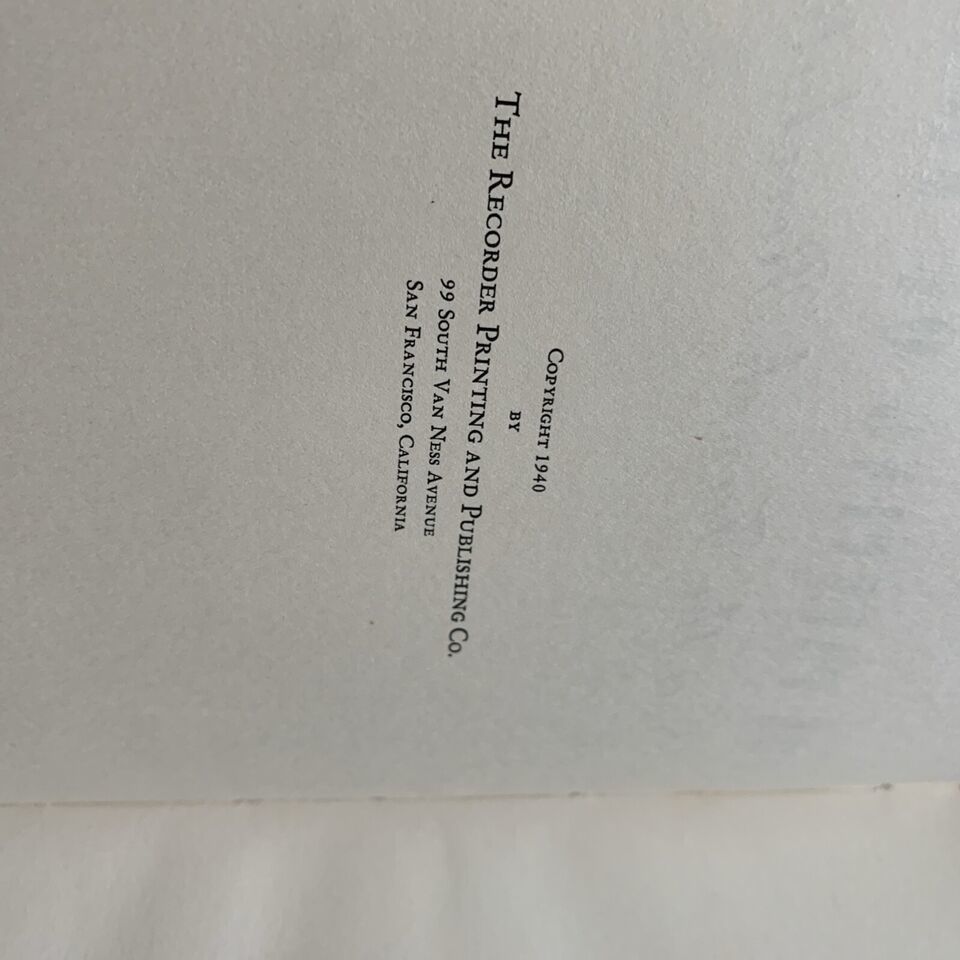 Copyright 1940
by
The Recorder Printing and Publishing Co.
99 South Van Ness Avenue
San Francisco, California